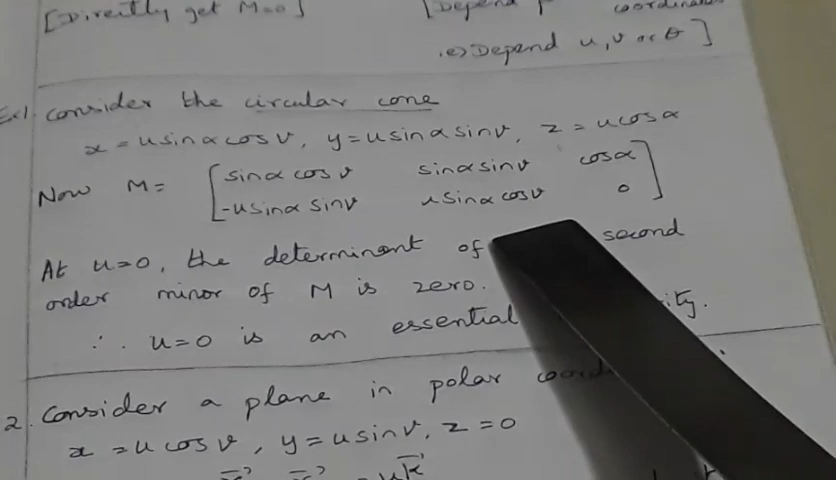 [Directly get M=0] [Depend
.e) Depend u, v or θ]
Ex1. Consider the circular cone
x = u sinα cos v, y = u sinα sin v, z = u cosα
Now M = [sinα cos v sinα sin v cosα
-u sinα sin v u sinα cos v 0]
At u=0, the determinent of second
order minor of M is zero.
∴ u=0 is an essential
2. Consider a plane in polar
x = u cos v, y = u sin v, z = 0